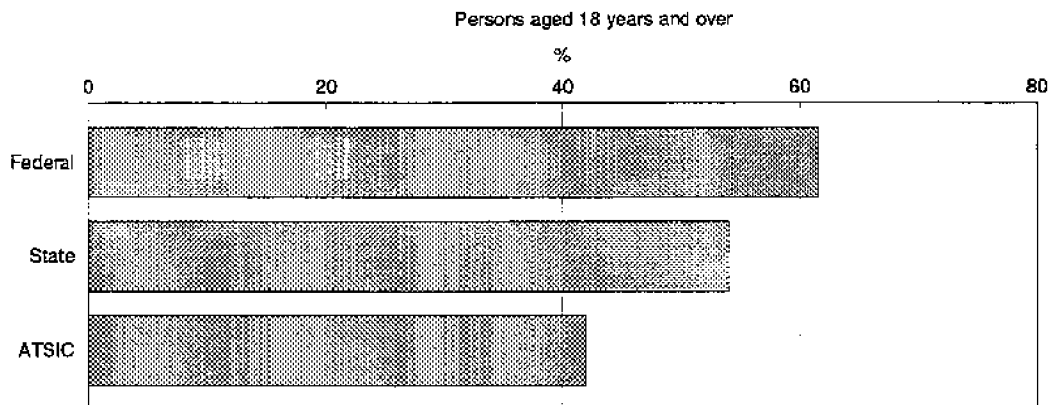 Persons aged 18 years and over
%
0 20 40 60 80
Federal
State
ATSIC